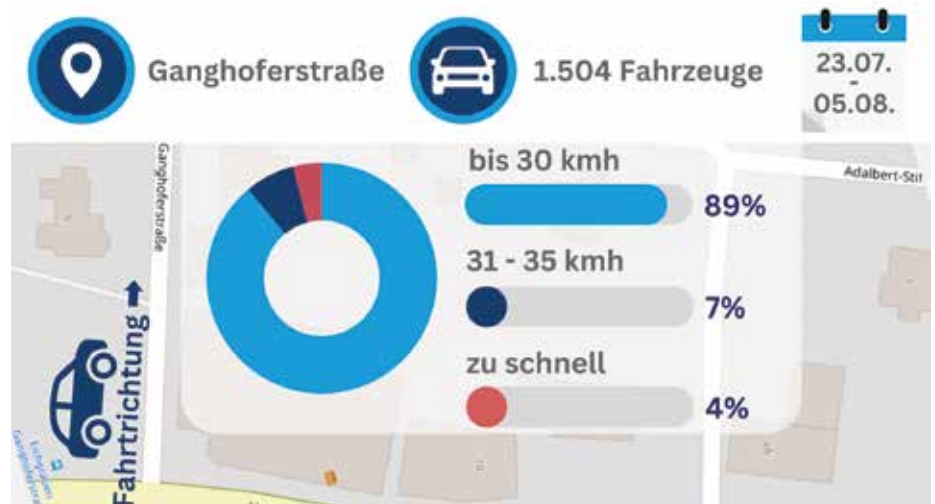 Ganghoferstraße
1.504 Fahrzeuge
23.07.
-
05.08.
Ganghoferstraße
bis 30 kmh
89%
31 - 35 kmh
7%
zu schnell
4%
Adalbert-Stif
Fahrtrichtung